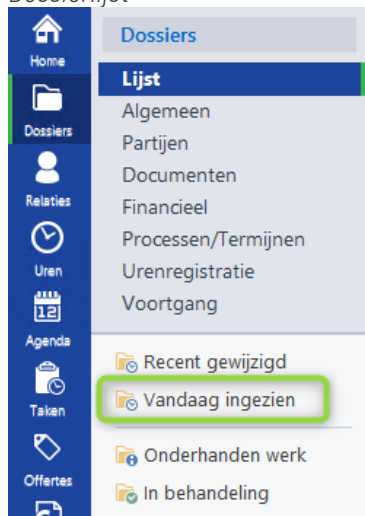 Dossierlijst
Home
Dossiers
Relaties
Uren
12
Agenda
Taken
Offertes
Dossiers
Lijst
Algemeen
Partijen
Documenten
Financieel
Processen/Termijnen
Urenregistratie
Voortgang
Recent gewijzigd
Vandaag ingezien
Onderhanden werk
In behandeling